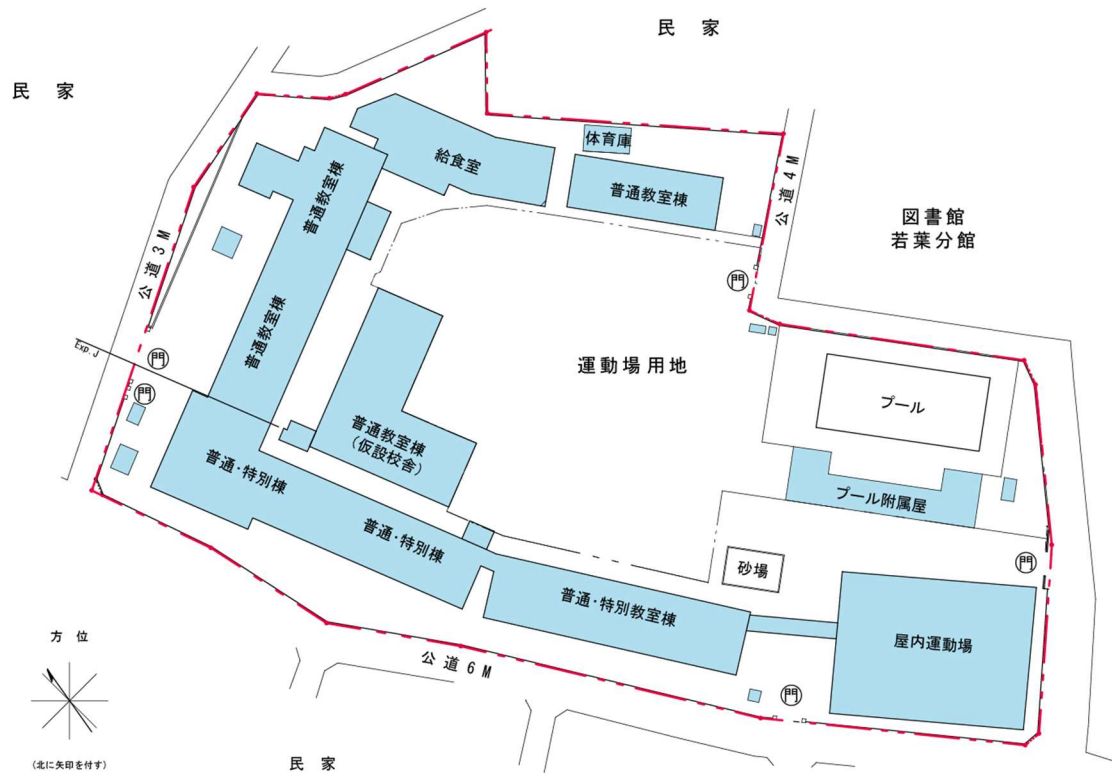 民 家
民 家
体育庫
給食室
普通教室棟
普通教室棟
公道4M
図書館
若葉分館
公道3M
門
普通教室棟
運動場用地
Exp. J
門
門
プール
普通教室棟
(仮設校舎)
普通・特別棟
プール附属屋
普通・特別棟
砂場
門
普通・特別教室棟
屋内運動場
公道6M
門
方 位
(北に矢印を付す)
民 家